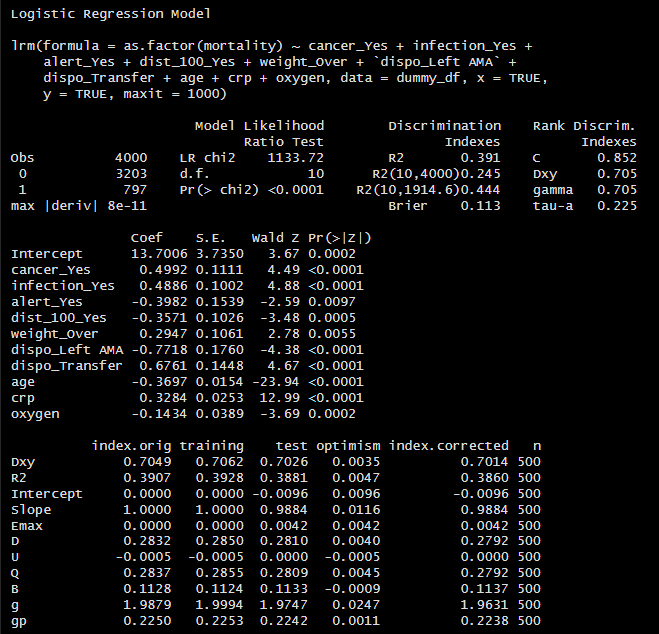 Logistic Regression Model
lrm(formula = as.factor(mortality) ~ cancer_Yes + infection_Yes +
    alert_Yes + dist_100_Yes + weight_Over + `dispo_Left AMA` +
    dispo_Transfer + age + crp + oxygen, data = dummy_df, x = TRUE,
    y = TRUE, maxit = 1000)
Model Likelihood Discrimination Rank Discrim.
Ratio Test Indexes Indexes
Obs 4000 LR chi2 1133.72 R2 0.391 C 0.852
0 3203 d.f. 10 R2(10,4000)0.245 Dxy 0.705
1 797 Pr(> chi2) <0.0001 R2(10,1914.6)0.444 gamma 0.705
max |deriv| 8e-11 Brier 0.113 tau-a 0.225
Coef S.E. Wald Z Pr(>|Z|)
Intercept 13.7006 3.7350 3.67 0.0002
cancer_Yes 0.4992 0.1111 4.49 <0.0001
infection_Yes 0.4886 0.1002 4.88 <0.0001
alert_Yes -0.3982 0.1539 -2.59 0.0097
dist_100_Yes -0.3571 0.1026 -3.48 0.0005
weight_Over 0.2947 0.1061 2.78 0.0055
dispo_Left AMA -0.7718 0.1760 -4.38 <0.0001
dispo_Transfer 0.6761 0.1448 4.67 <0.0001
age -0.3697 0.0154 -23.94 <0.0001
crp 0.3284 0.0253 12.99 <0.0001
oxygen -0.1434 0.0389 -3.69 0.0002
index.orig training test optimism index.corrected n
Dxy 0.7049 0.7062 0.7026 0.0035 0.7014 500
R2 0.3907 0.3928 0.3881 0.0047 0.3860 500
Intercept 0.0000 0.0000 -0.0096 0.0096 -0.0096 500
Slope 1.0000 1.0000 0.9884 0.0116 0.9884 500
Emax 0.0000 0.0000 0.0042 0.0042 0.0042 500
D 0.2832 0.2850 0.2810 0.0040 0.2792 500
U -0.0005 -0.0005 0.0000 -0.0005 0.0000 500
Q 0.2837 0.2855 0.2809 0.0045 0.2792 500
B 0.1128 0.1124 0.1133 -0.0009 0.1137 500
g 1.9879 1.9994 1.9747 0.0247 1.9631 500
gp 0.2250 0.2253 0.2242 0.0011 0.2238 500